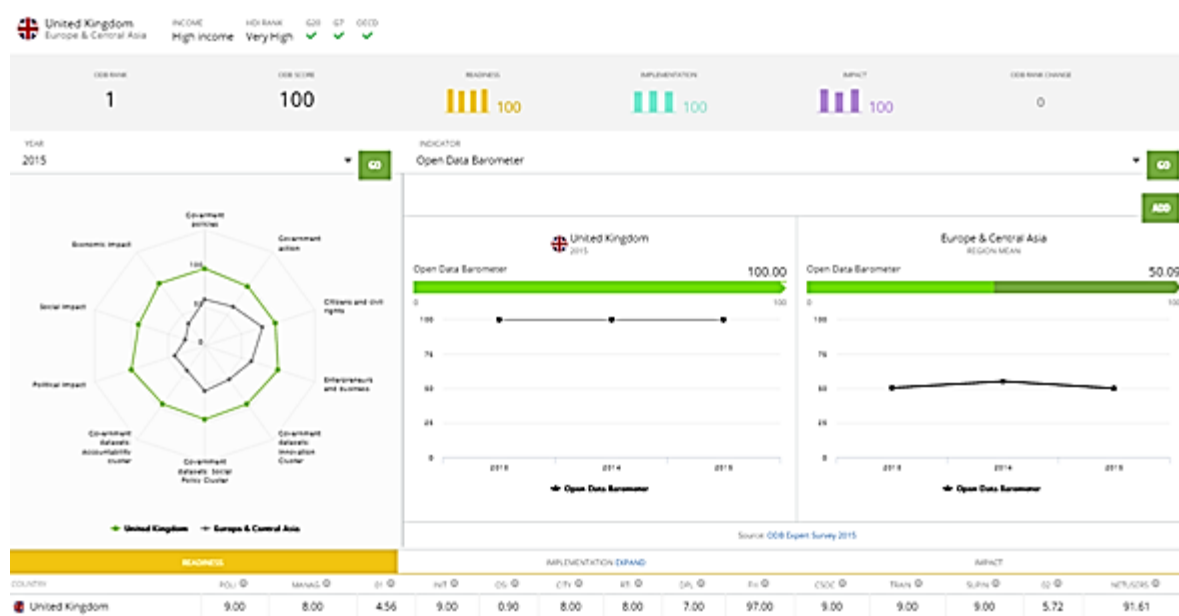 United Kingdom
Europe & Central Asia
INCOME
High income
HDI RANK
Very High
G20
G7
OECD
ODB RANK
1
ODB SCORE
100
READINESS
100
IMPLEMENTATION
100
IMPACT
100
ODB RANK CHANGE
0
YEAR
2015
GO
INDICATOR
Open Data Barometer
GO
ADD
Government
policies
Government
action
Citizens and civil
rights
Entrepreneurs
and business
Government
datasets:
Innovation
Cluster
Government
datasets: Social
Policy Cluster
Government
datasets:
Accountability
cluster
Political impact
Social impact
Economic impact
100
50
0
United Kingdom
Europe & Central Asia
United Kingdom
2015
Open Data Barometer
100.00
0
100
100
75
50
25
0
2013
2014
2015
Open Data Barometer
Europe & Central Asia
REGION MEAN
Open Data Barometer
50.09
0
100
100
75
50
25
0
2013
2014
2015
Open Data Barometer
Source: ODB Expert Survey 2015
READINESS
IMPLEMENTATION EXPAND
IMPACT
COUNTRY
POLI
MANAG
INIT
CITY
RTI
DPL
FH
CSOC
TRAIN
SUPIN
NETUSERS
United Kingdom
9.00
8.00
4.56
9.00
0.90
8.00
8.00
7.00
97.00
9.00
9.00
9.00
5.72
91.61